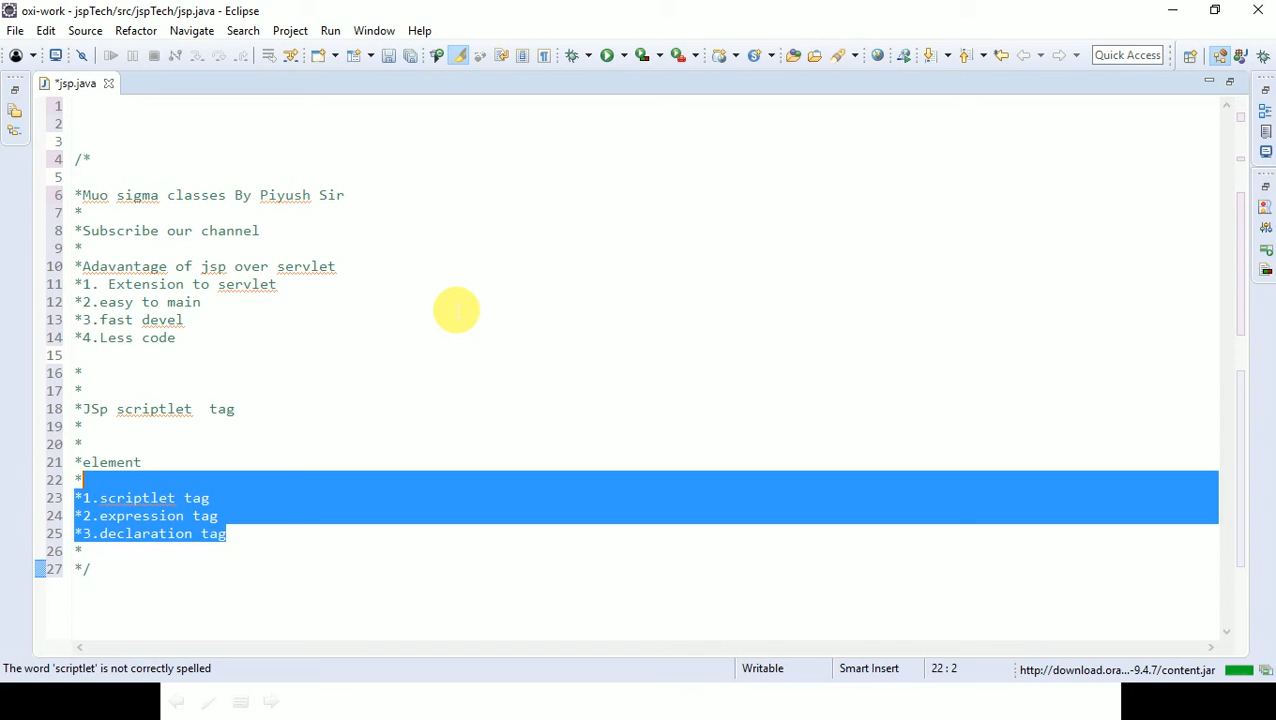 oxi-work - jspTech/src/jspTech/jsp.java - Eclipse
File Edit Source Refactor Navigate Search Project Run Window Help
Quick Access
*jsp.java
1
2
3
4 /*
5
6 *Muo sigma classes By Piyush Sir
7 *
8 *Subscribe our channel
9 *
10 *Adavantage of jsp over servlet
11 *1. Extension to servlet
12 *2.easy to main
13 *3.fast devel
14 *4.Less code
15
16 *
17 *
18 *JSp scriptlet  tag
19 *
20 *
21 *element
22 *
23 *1.scriptlet tag
24 *2.expression tag
25 *3.declaration tag
26 *
27 */
The word 'scriptlet' is not correctly spelled Writable Smart Insert 22 : 2 http://download.ora...-9.4.7/content.jar